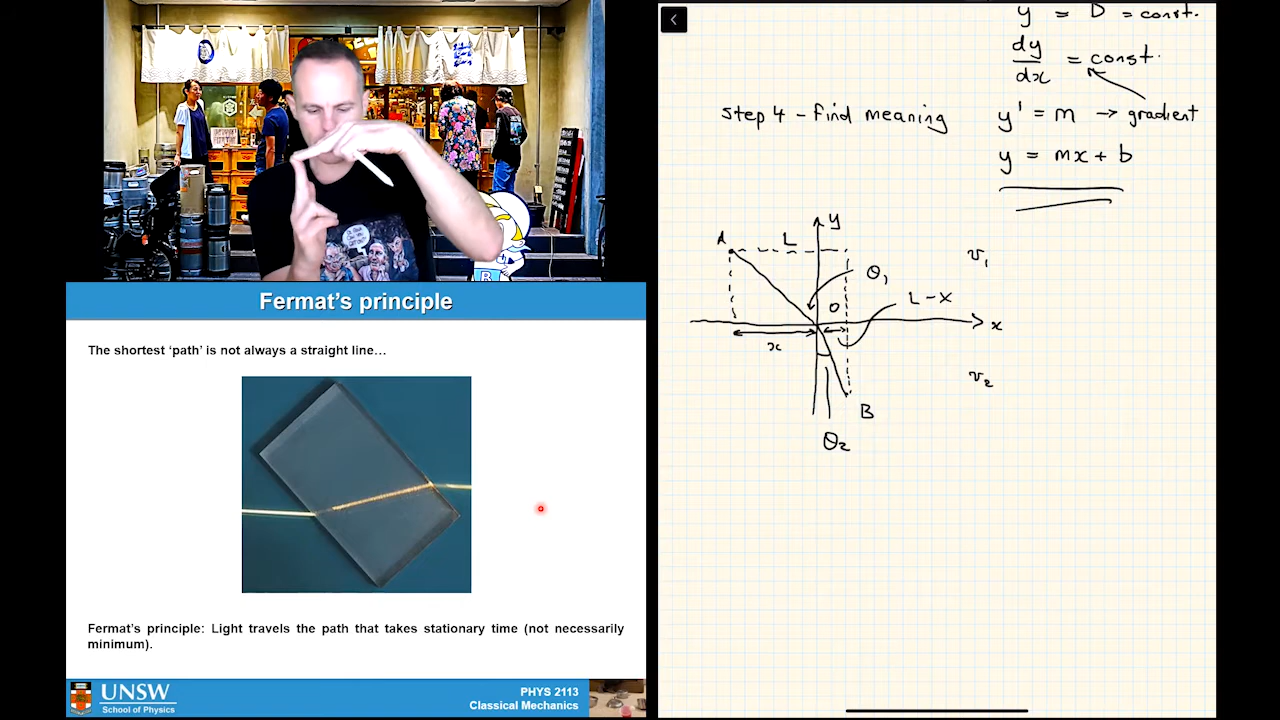 Fermat's principle
The shortest 'path' is not always a straight line…
Fermat's principle: Light travels the path that takes stationary time (not necessarily
minimum).
UNSW
School of Physics
PHYS 2113
Classical Mechanics
y = D = const.
dy/dx = const.
step 4 - find meaning
y' = m → gradient
y = mx + b
y
A
L
v₁
θ₁
O
L - x
x
x
v₂
B
θ₂